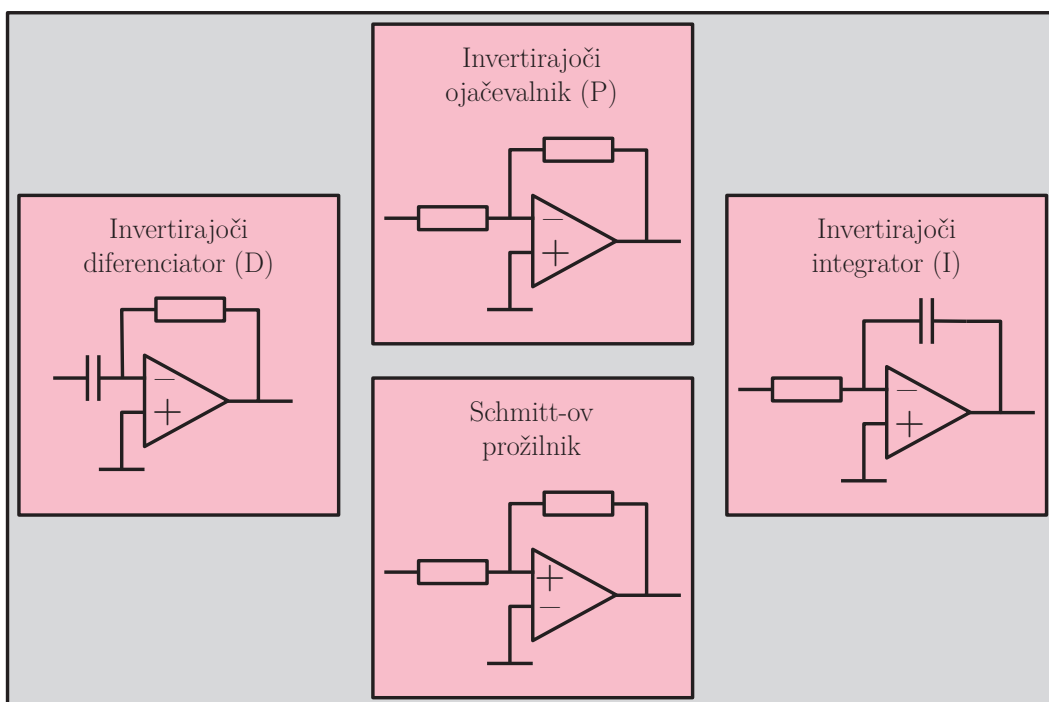 Invertirajoči
ojačevalnik (P)
−
+
Invertirajoči
diferenciator (D)
−
+
Invertirajoči
integrator (I)
−
+
Schmitt-ov
prožilnik
+
−